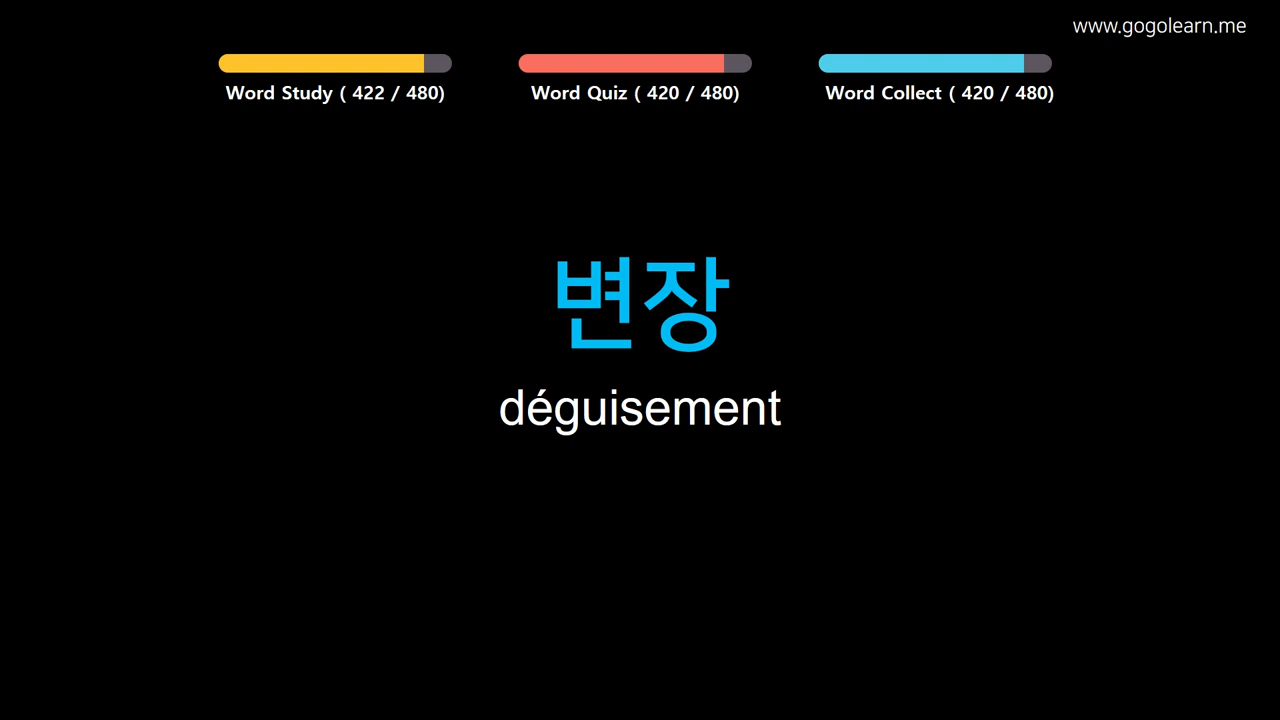 www.gogolearn.me
Word Study ( 422 / 480)
Word Quiz ( 420 / 480)
Word Collect ( 420 / 480)
변장
déguisement